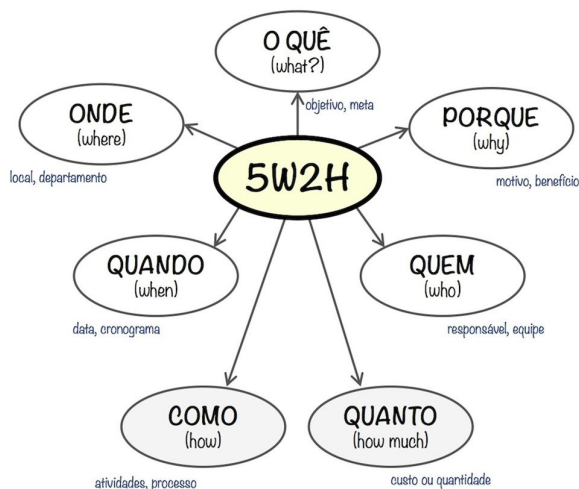 O QUÊ
(what?)
objetivo, meta
ONDE
(where)
local, departamento
PORQUE
(why)
motivo, benefício
5W2H
QUANDO
(when)
data, cronograma
QUEM
(who)
responsável, equipe
COMO
(how)
atividades, processo
QUANTO
(how much)
custo ou quantidade